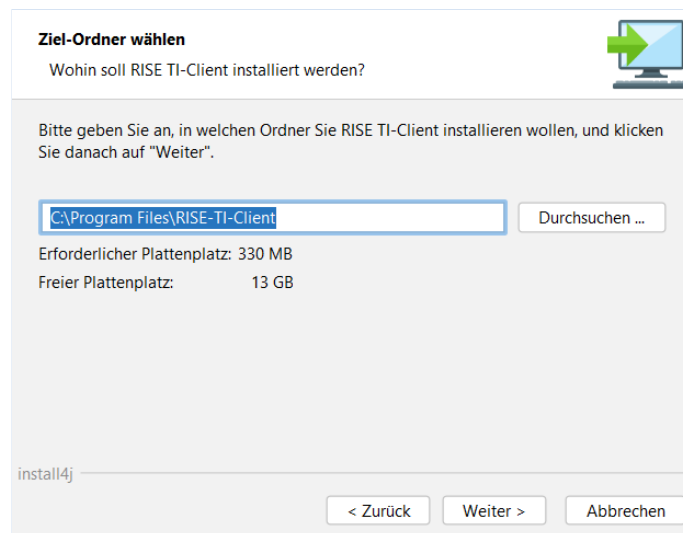 Ziel-Ordner wählen
Wohin soll RISE TI-Client installiert werden?
Bitte geben Sie an, in welchen Ordner Sie RISE TI-Client installieren wollen, und klicken
Sie danach auf "Weiter".
C:\Program Files\RISE-TI-Client
Durchsuchen ...
Erforderlicher Plattenplatz: 330 MB
Freier Plattenplatz: 13 GB
install4j
< Zurück
Weiter >
Abbrechen